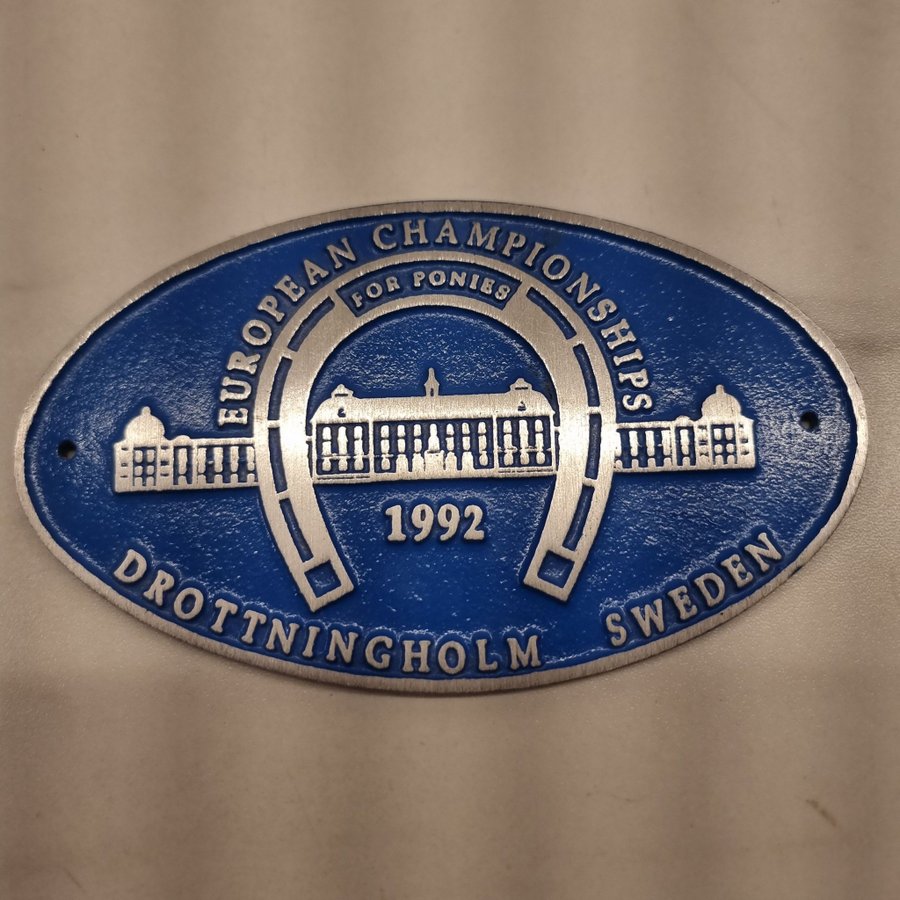 EUROPEAN CHAMPIONSHIPS
FOR PONIES
1992
DROTTNINGHOLM SWEDEN